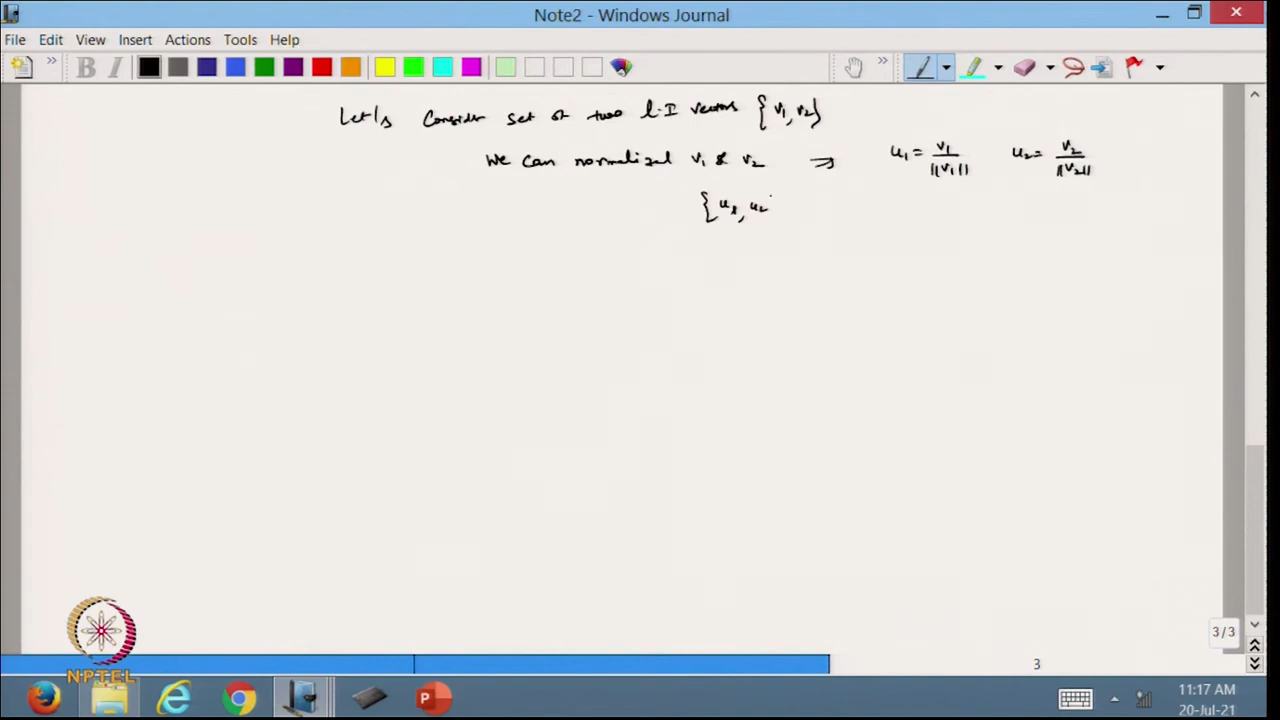 Note2 - Windows Journal
File Edit View Insert Actions Tools Help
B I
Let's Consider set of two l.I vectors {v1, v2}
We can normalized v1 & v2 ⇒ u1 = v1/||v1|| u2 = v2/||v2||
{u1, u2
3/3
3
NPTEL
11:17 AM
20-Jul-21